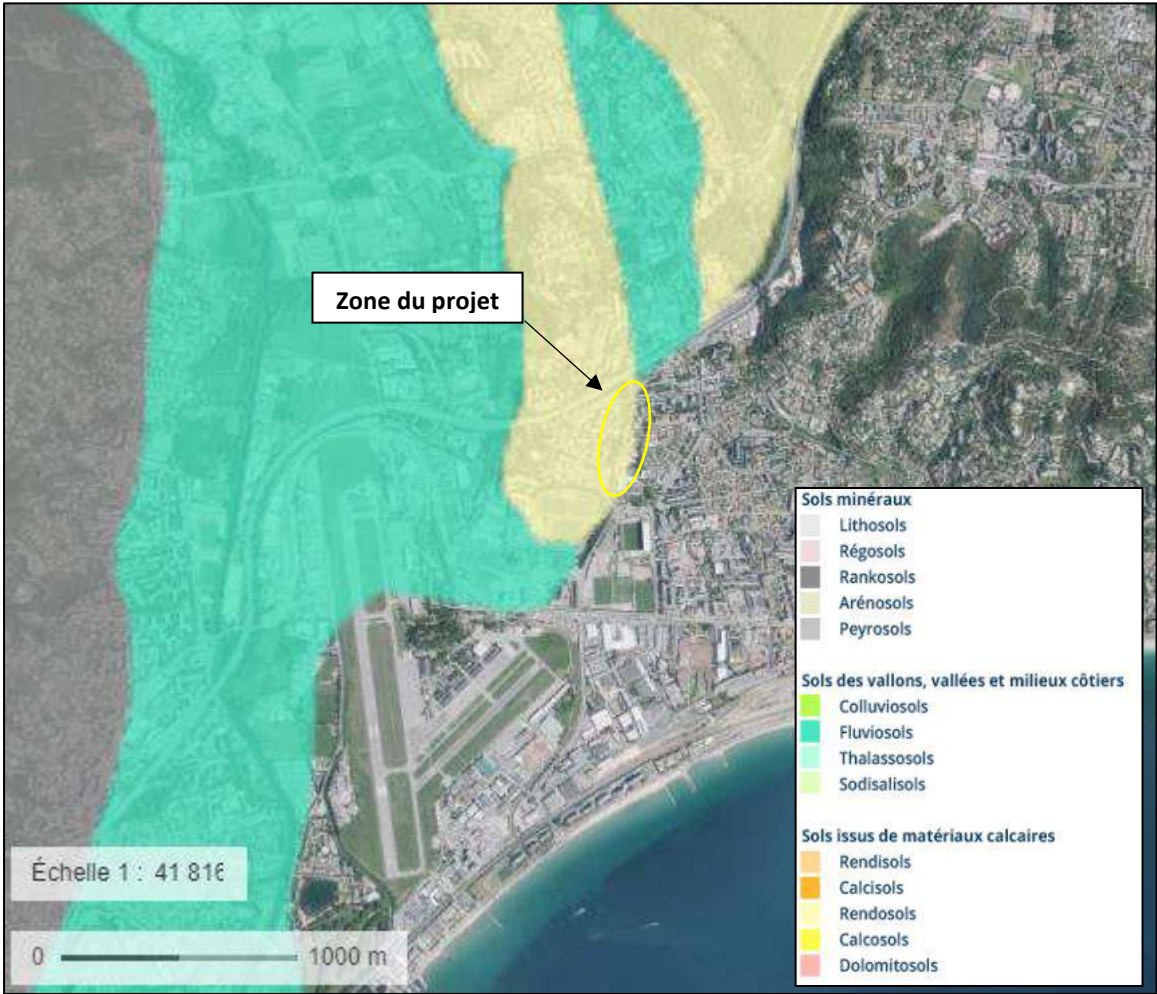 Zone du projet
Sols minéraux
Lithosols
Régosols
Rankosols
Arénosols
Peyrosols
Sols des vallons, vallées et milieux côtiers
Colluviosols
Fluviosols
Thalassosols
Sodisalisols
Sols issus de matériaux calcaires
Rendisols
Calcisols
Rendosols
Calcosols
Dolomitosols
Échelle 1 : 41 816
0 1000 m